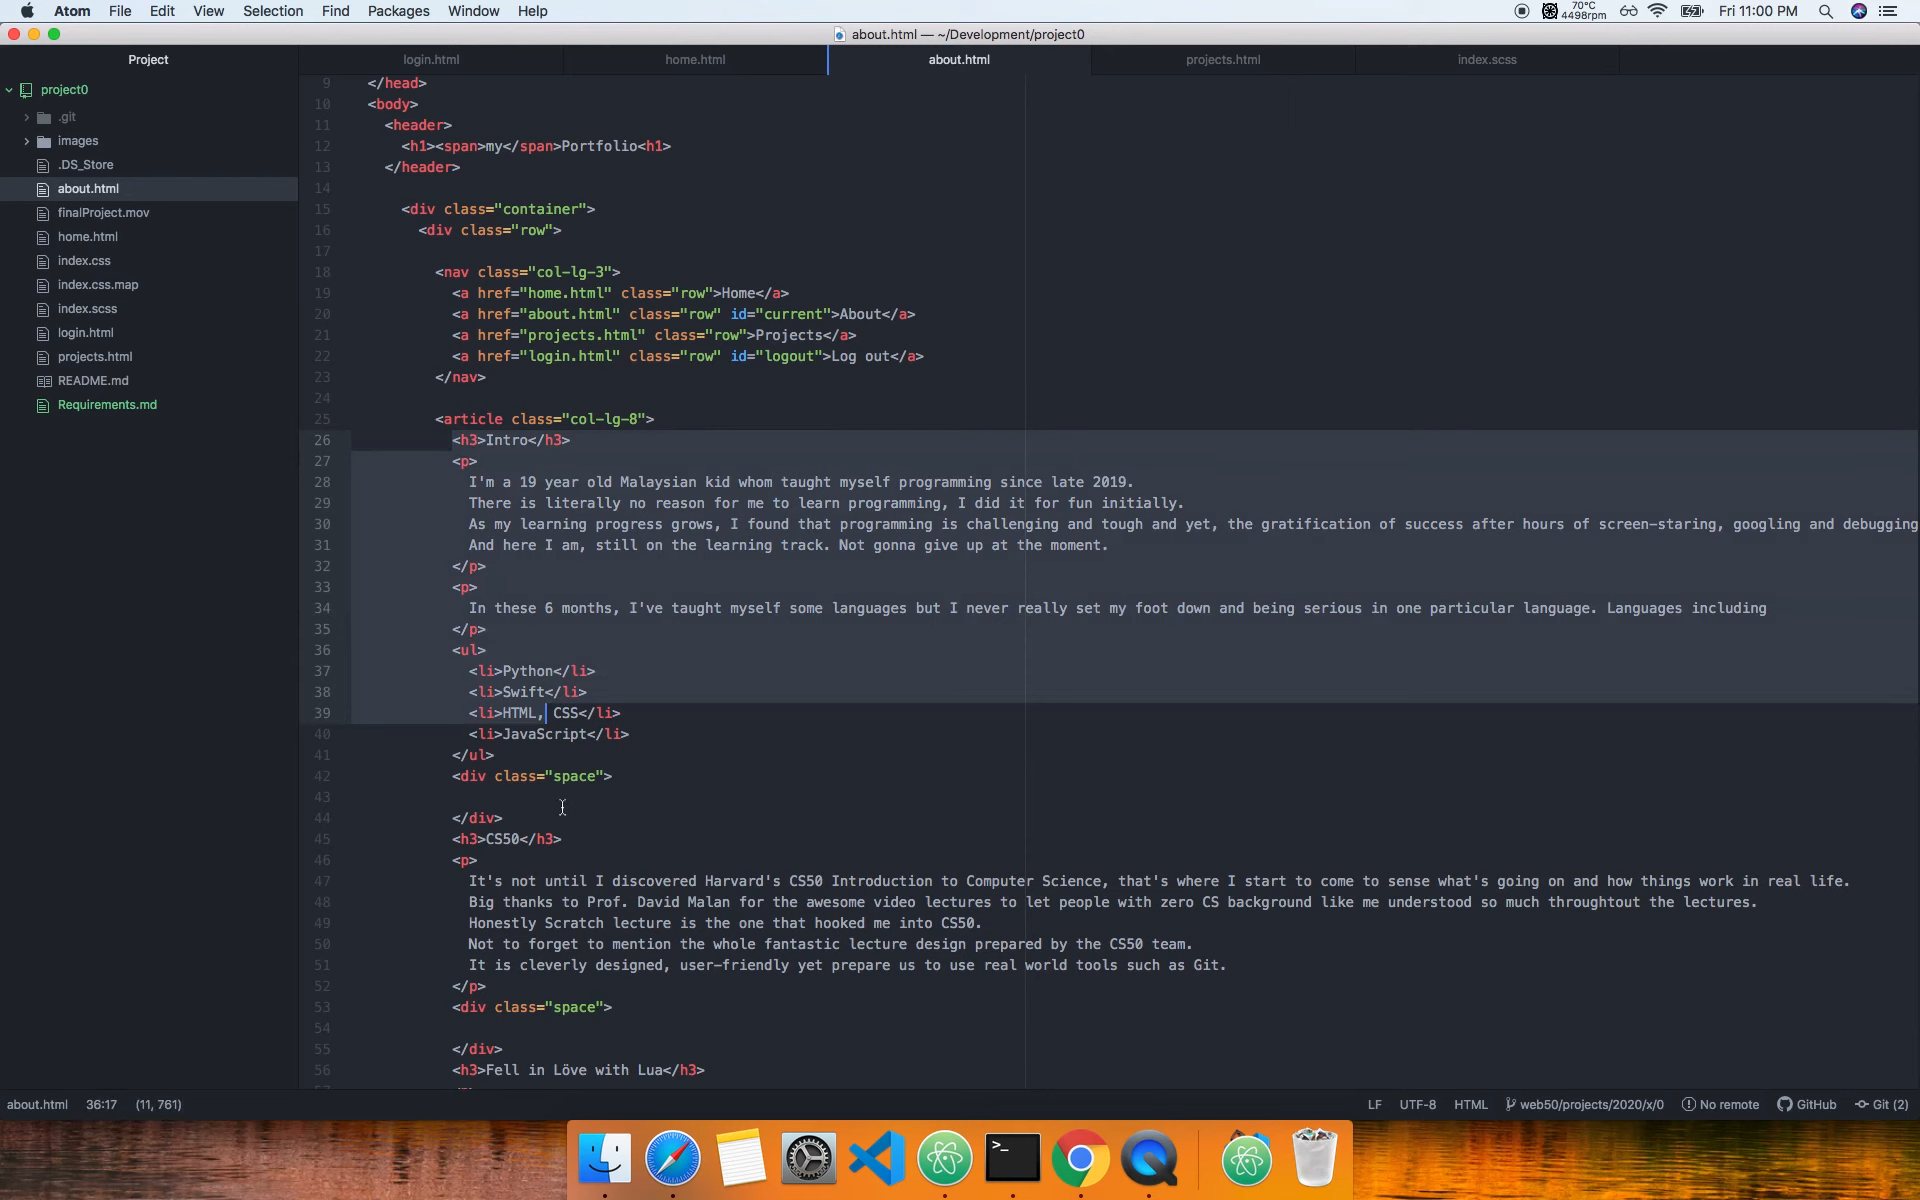 Atom File Edit View Selection Find Packages Window Help
70°C
4498rpm
Fri 11:00 PM
about.html — ~/Development/project0
Project
login.html
home.html
about.html
projects.html
index.scss
project0
.git
images
.DS_Store
about.html
finalProject.mov
home.html
index.css
index.css.map
index.scss
login.html
projects.html
README.md
Requirements.md
9 </head>
10 <body>
11 <header>
12 <h1><span>my</span>Portfolio<h1>
13 </header>
14
15 <div class="container">
16 <div class="row">
17
18 <nav class="col-lg-3">
19 <a href="home.html" class="row">Home</a>
20 <a href="about.html" class="row" id="current">About</a>
21 <a href="projects.html" class="row">Projects</a>
22 <a href="login.html" class="row" id="logout">Log out</a>
23 </nav>
24
25 <article class="col-lg-8">
26 <h3>Intro</h3>
27 <p>
28 I'm a 19 year old Malaysian kid whom taught myself programming since late 2019.
29 There is literally no reason for me to learn programming, I did it for fun initially.
30 As my learning progress grows, I found that programming is challenging and tough and yet, the gratification of success after hours of screen-staring, googling and debugging
31 And here I am, still on the learning track. Not gonna give up at the moment.
32 </p>
33 <p>
34 In these 6 months, I've taught myself some languages but I never really set my foot down and being serious in one particular language. Languages including
35 </p>
36 <ul>
37 <li>Python</li>
38 <li>Swift</li>
39 <li>HTML, CSS</li>
40 <li>JavaScript</li>
41 </ul>
42 <div class="space">
43
44 </div>
45 <h3>CS50</h3>
46 <p>
47 It's not until I discovered Harvard's CS50 Introduction to Computer Science, that's where I start to come to sense what's going on and how things work in real life.
48 Big thanks to Prof. David Malan for the awesome video lectures to let people with zero CS background like me understood so much throughtout the lectures.
49 Honestly Scratch lecture is the one that hooked me into CS50.
50 Not to forget to mention the whole fantastic lecture design prepared by the CS50 team.
51 It is cleverly designed, user-friendly yet prepare us to use real world tools such as Git.
52 </p>
53 <div class="space">
54
55 </div>
56 <h3>Fell in Löve with Lua</h3>
about.html 36:17 (11, 761)
LF UTF-8 HTML web50/projects/2020/x/0 No remote GitHub Git (2)